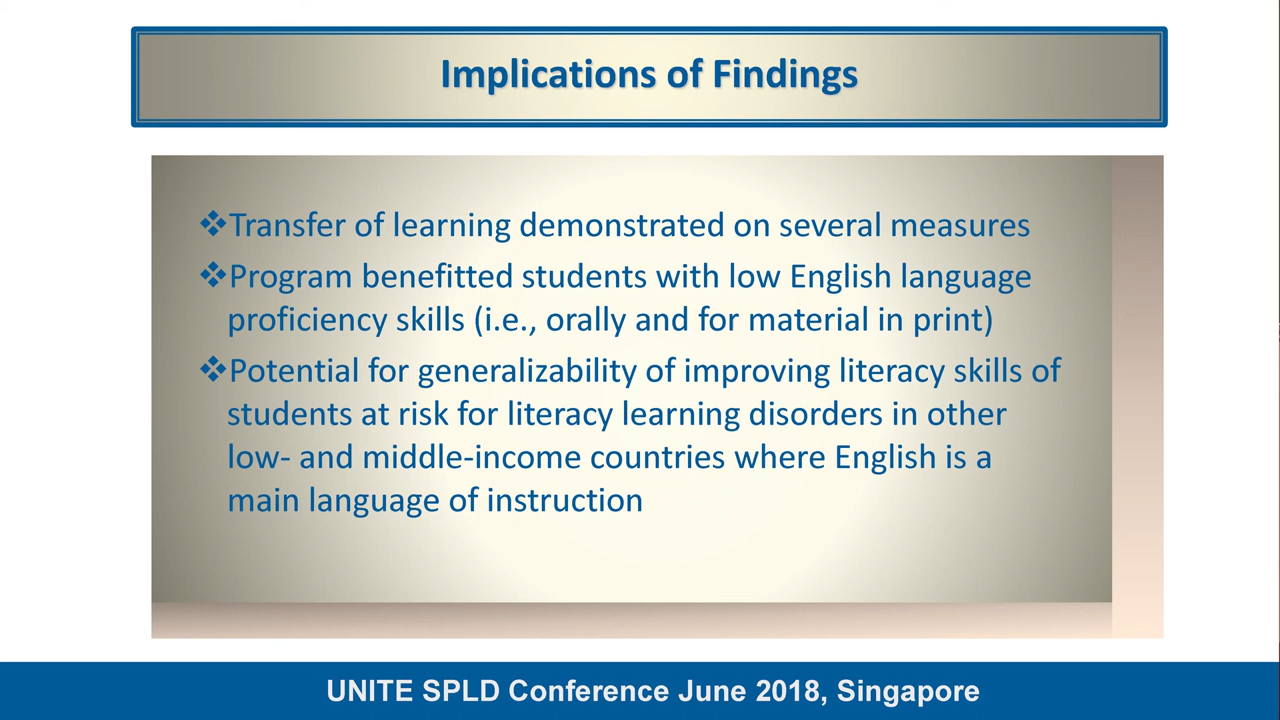 Implications of Findings
❖Transfer of learning demonstrated on several measures
❖Program benefitted students with low English language
proficiency skills (i.e., orally and for material in print)
❖Potential for generalizability of improving literacy skills of
students at risk for literacy learning disorders in other
low- and middle-income countries where English is a
main language of instruction
UNITE SPLD Conference June 2018, Singapore